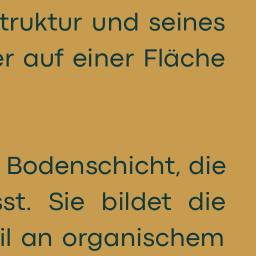 truktur und seines
er auf einer Fläche
Bodenschicht, die
sst. Sie bildet die
il an organischem